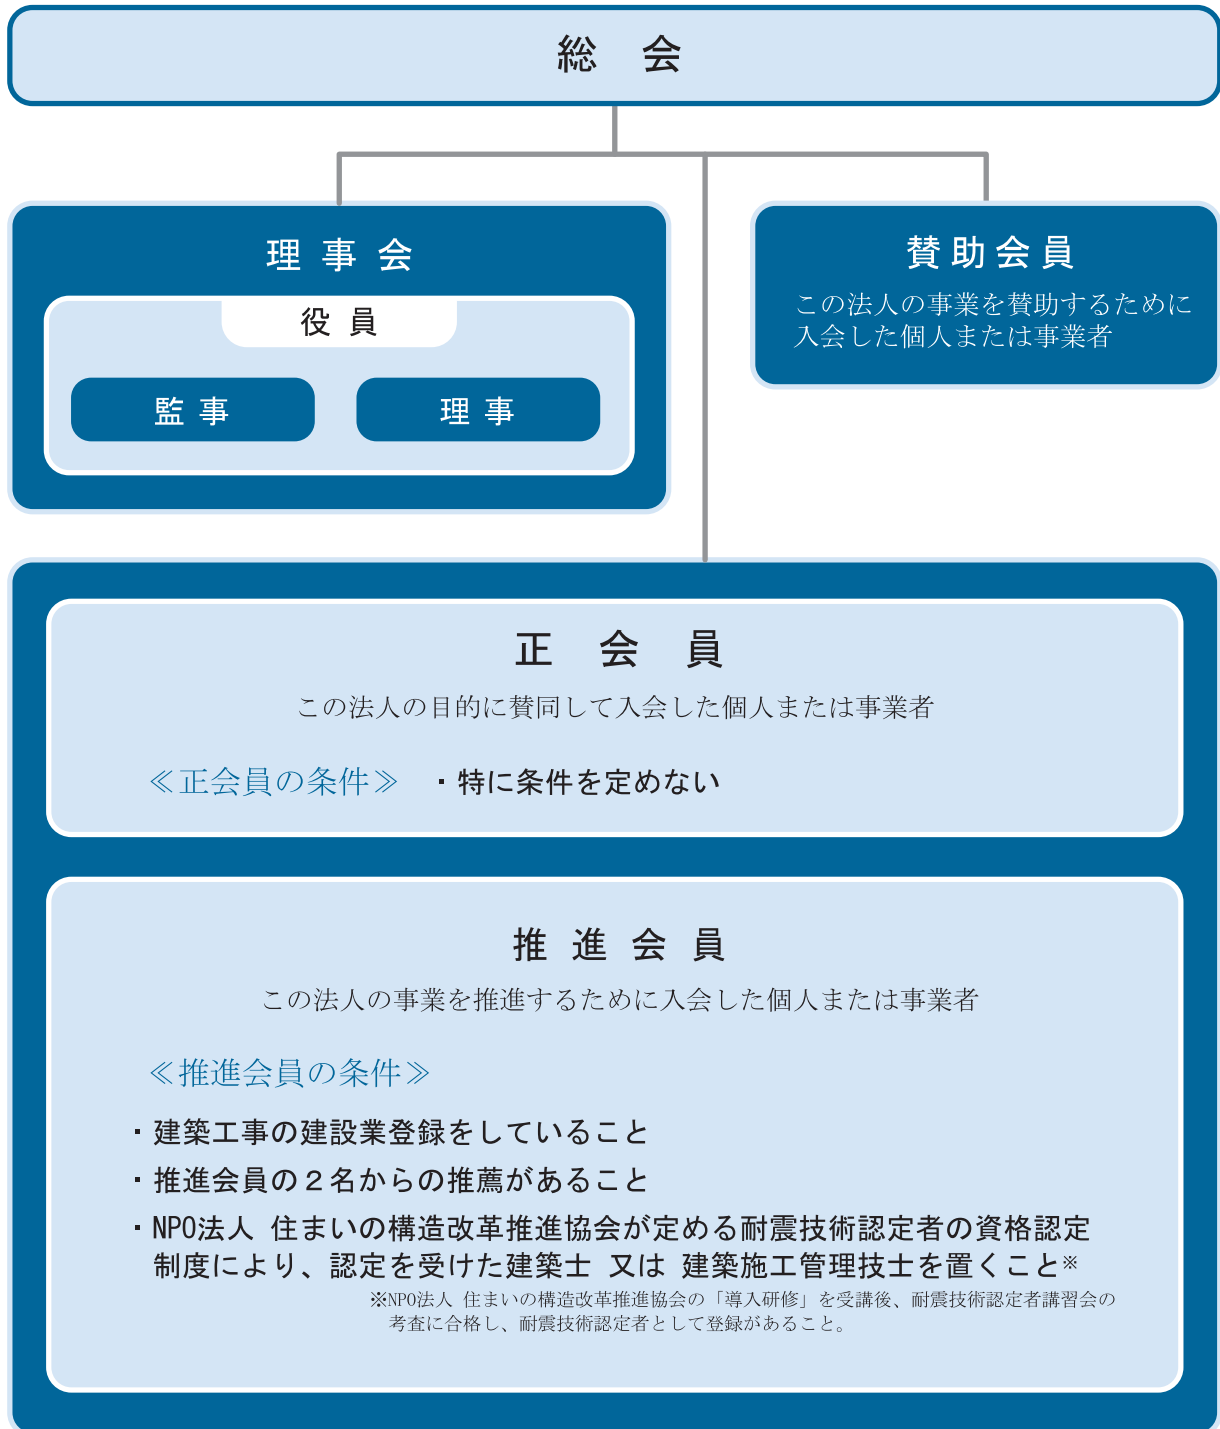 総 会
理 事 会
役 員
監 事
理 事
賛助会員
この法人の事業を賛助するために
入会した個人または事業者
正 会 員
この法人の目的に賛同して入会した個人または事業者
≪正会員の条件≫ ・特に条件を定めない
推 進 会 員
この法人の事業を推進するために入会した個人または事業者
≪推進会員の条件≫
・建築工事の建設業登録をしていること
・推進会員の２名からの推薦があること
・NPO法人 住まいの構造改革推進協会が定める耐震技術認定者の資格認定
制度により、認定を受けた建築士 又は 建築施工管理技士を置くこと※
※NPO法人 住まいの構造改革推進協会の「導入研修」を受講後、耐震技術認定者講習会の
考査に合格し、耐震技術認定者として登録があること。